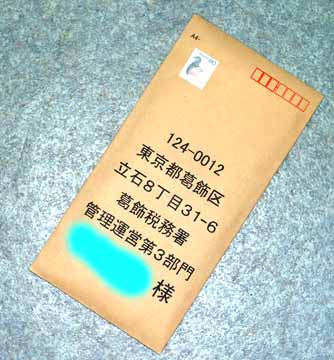 A4-
124-0012
東京都葛飾区
立石8丁目31-6
葛飾税務署
管理運営第3部門
様